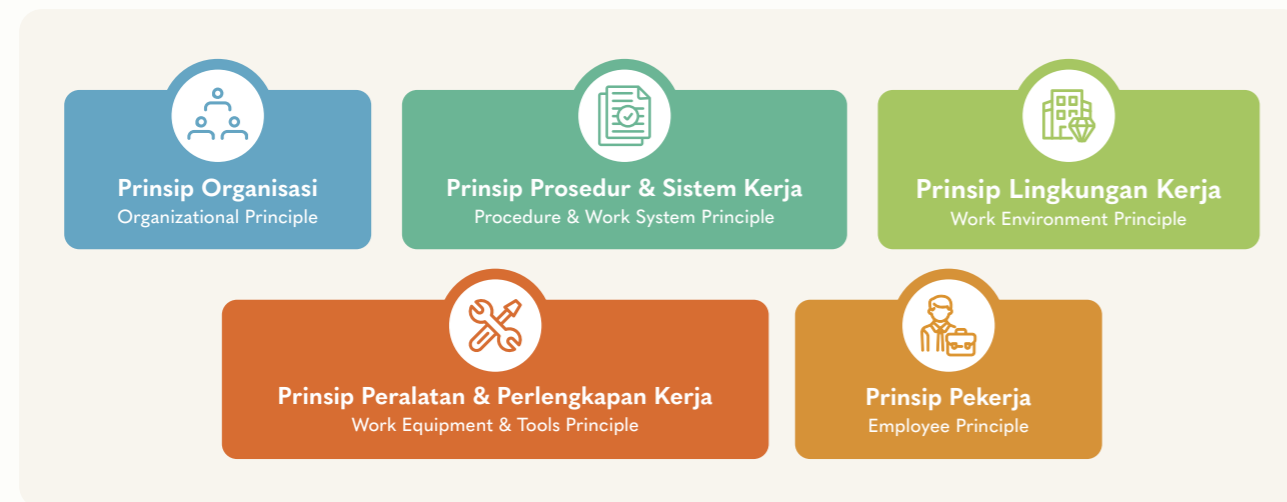 Prinsip Organisasi
Organizational Principle
Prinsip Prosedur & Sistem Kerja
Procedure & Work System Principle
Prinsip Lingkungan Kerja
Work Environment Principle
Prinsip Peralatan & Perlengkapan Kerja
Work Equipment & Tools Principle
Prinsip Pekerja
Employee Principle